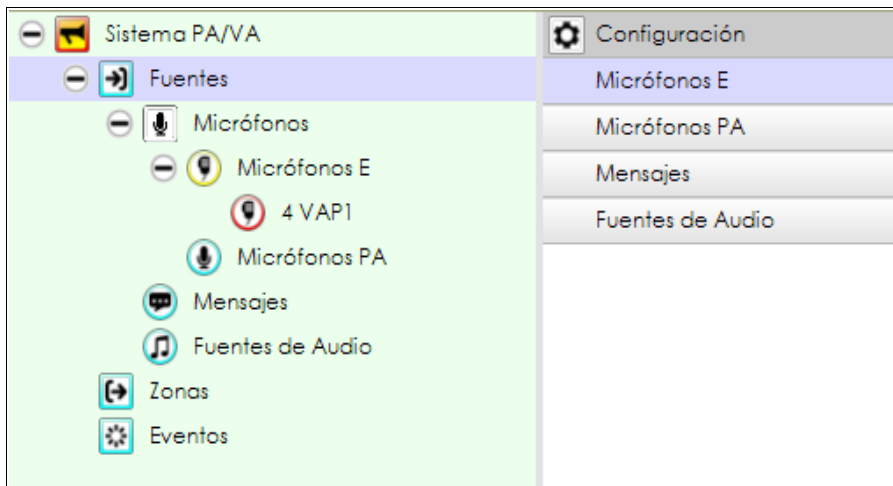 Sistema PA/VA
Fuentes
Micrófonos
Micrófonos E
4 VAP1
Micrófonos PA
Mensajes
Fuentes de Audio
Zonas
Eventos
Configuración
Micrófonos E
Micrófonos PA
Mensajes
Fuentes de Audio